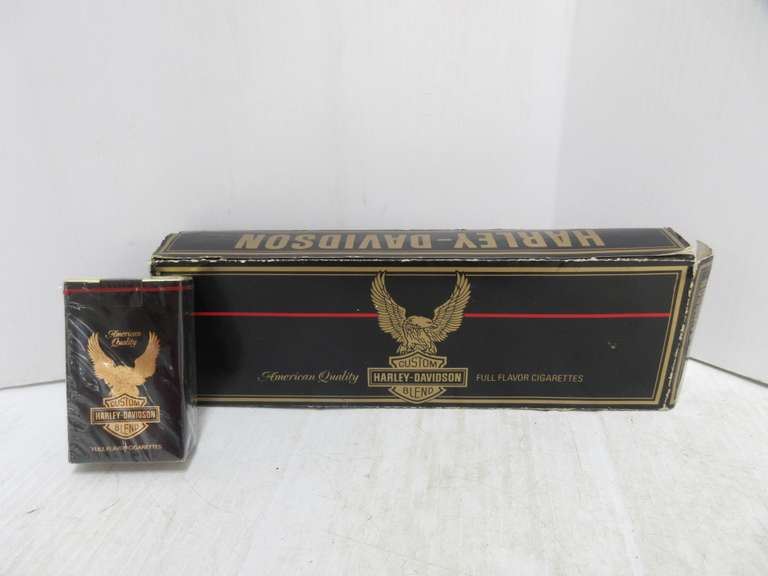 HARLEY-DAVIDSON
American Quality
CUSTOM
HARLEY-DAVIDSON
BLEND
FULL FLAVOR CIGARETTES
American
Quality
CUSTOM
HARLEY-DAVIDSON
BLEND
FULL FLAVOR CIGARETTES